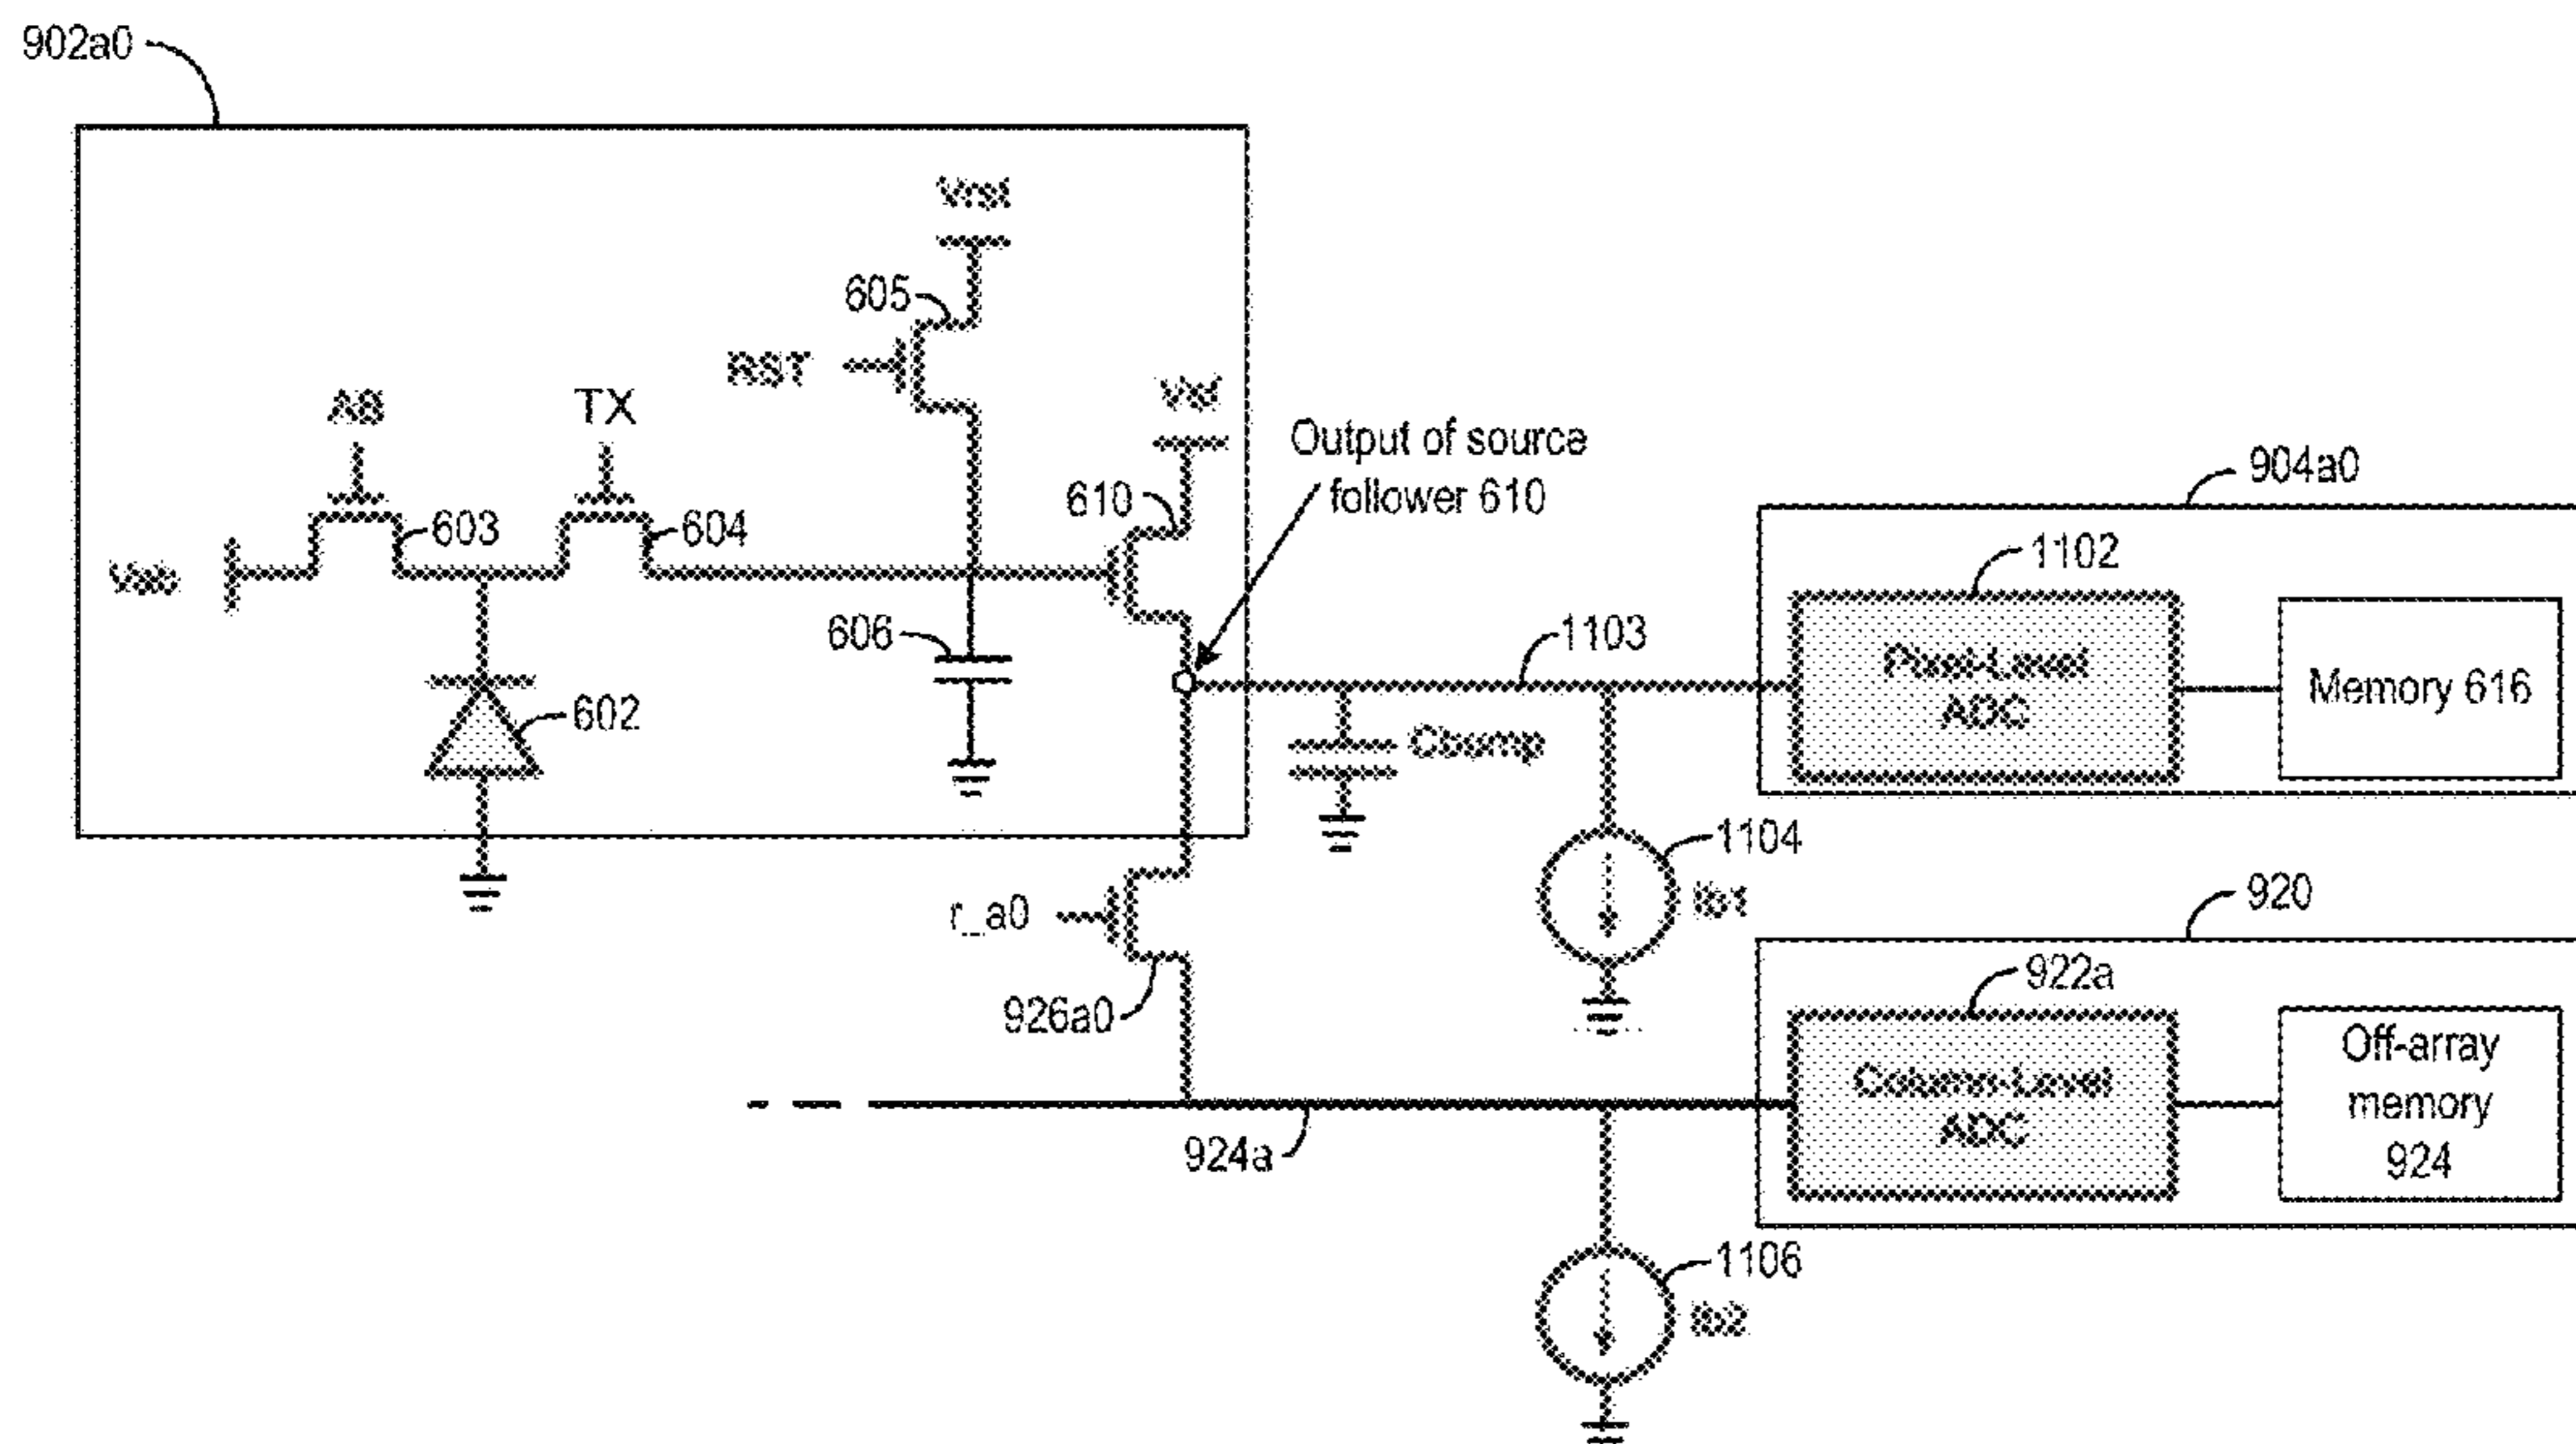 902a0
Vrst
605
RST
AB
TX
Vsf
Output of source
follower 610
904a0
610
603
604
1102
Vab
606
1103
Pixel-Level
ADC
Memory 616
602
Cbump
1104
Ib1
920
r_a0
922a
926a0
Off-array
memory
924
Column-Level
ADC
924a
1106
Ib2